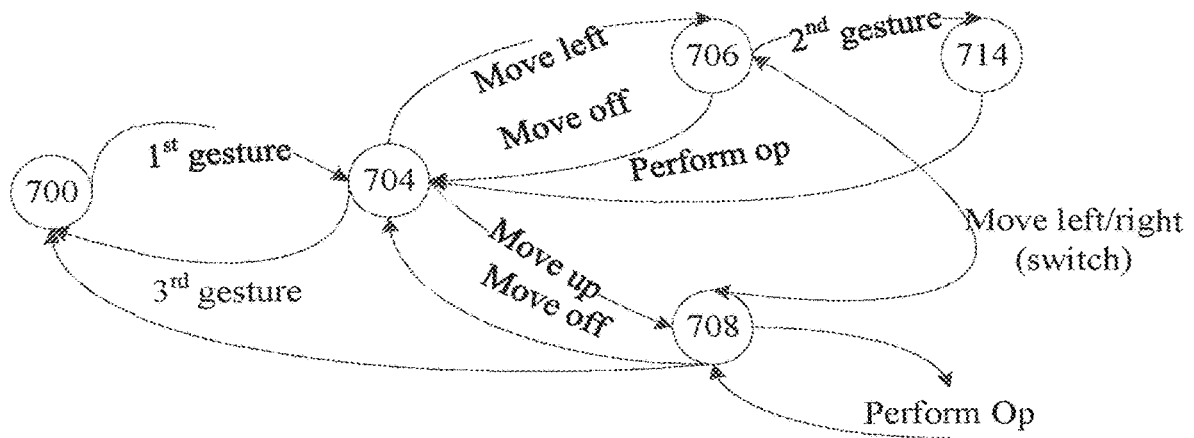 Move left
706
2nd gesture
714
Move off
1st gesture
Perform op
700
704
Move left/right
(switch)
Move up
3rd gesture
Move off
708
Perform Op